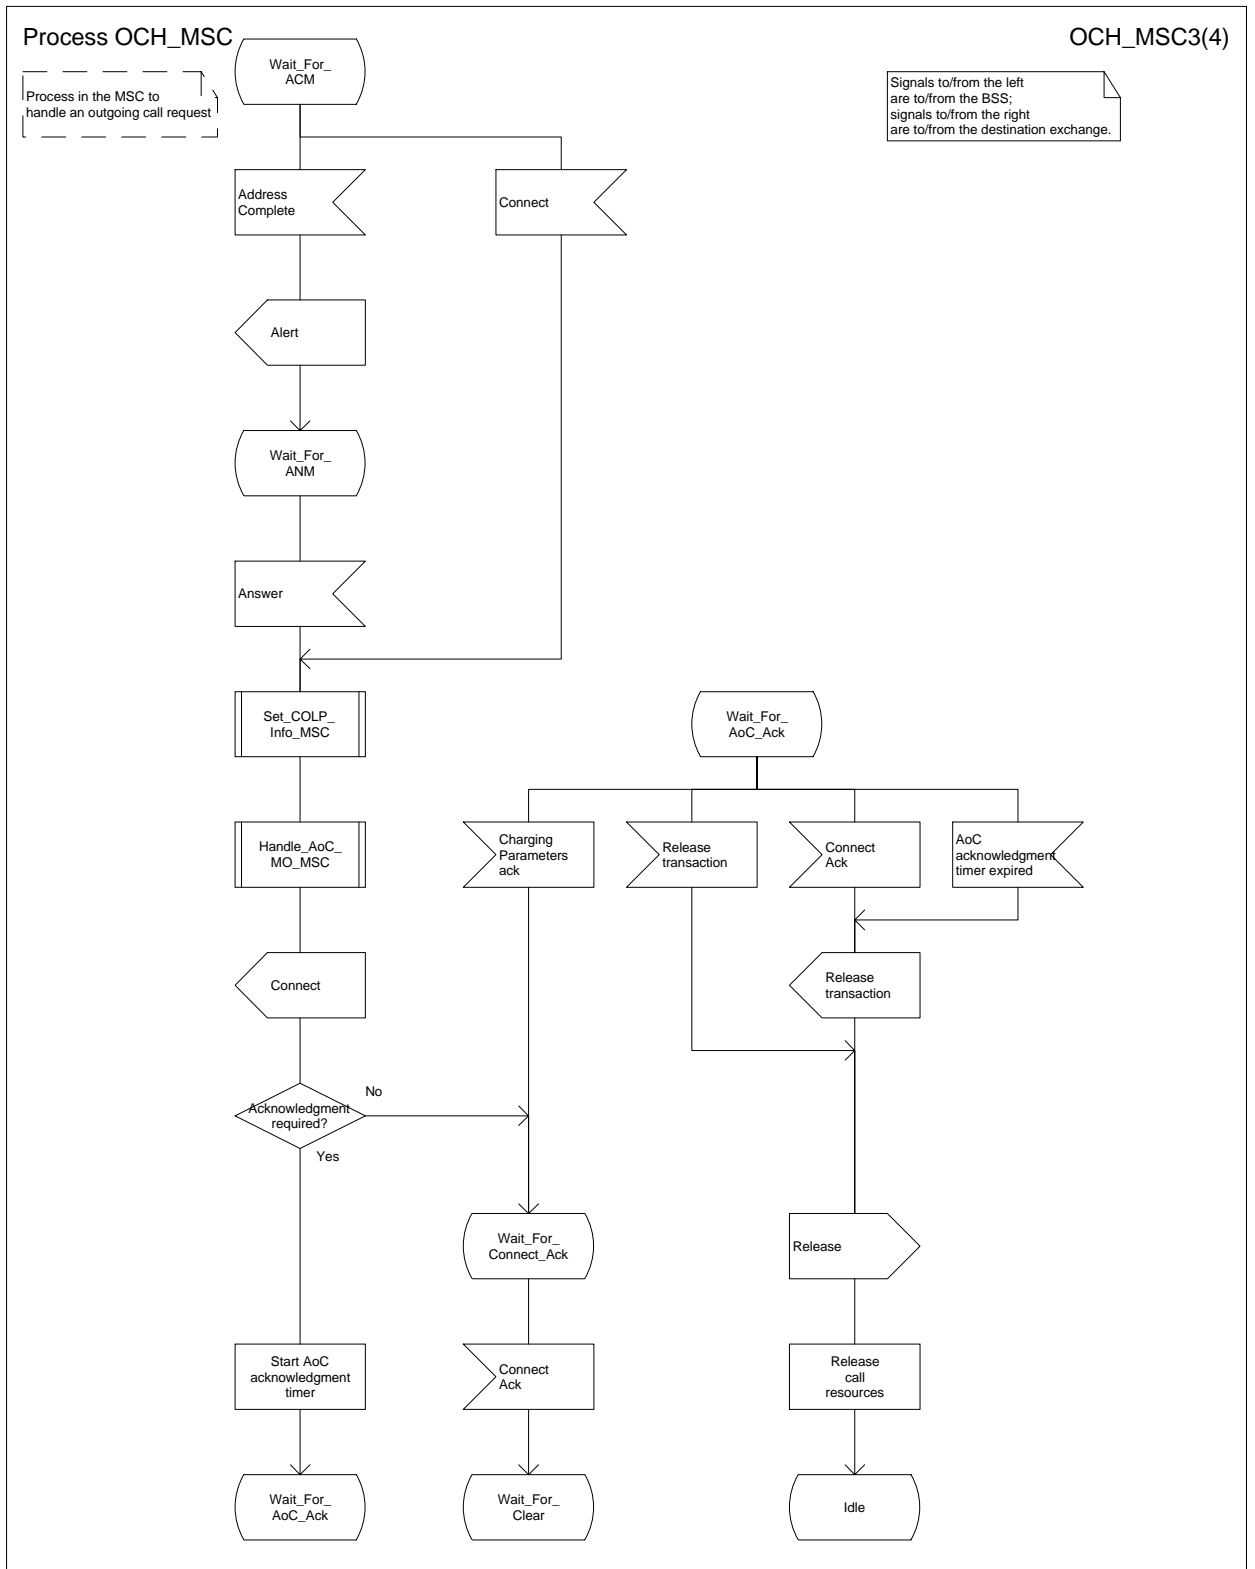 Process OCH_MSC
OCH_MSC3(4)
Process in the MSC to
handle an outgoing call request
Signals to/from the left
are to/from the BSS;
signals to/from the right
are to/from the destination exchange.
Wait_For_
ACM
Address
Complete
Connect
Alert
Wait_For_
ANM
Answer
Set_COLP_
Info_MSC
Wait_For_
AoC_Ack
Handle_AoC_
MO_MSC
Charging
Parameters
ack
Release
transaction
Connect
Ack
AoC
acknowledgment
timer expired
Connect
Release
transaction
Acknowledgment
required?
No
Yes
Wait_For_
Connect_Ack
Release
Start AoC
acknowledgment
timer
Connect
Ack
Release
call
resources
Wait_For_
AoC_Ack
Wait_For_
Clear
Idle